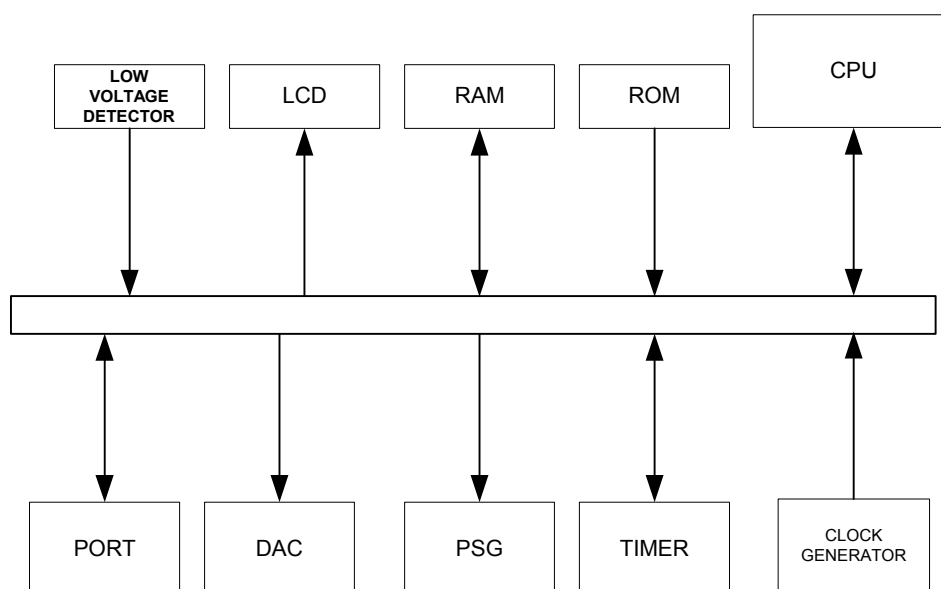 LOW
VOLTAGE
DETECTOR
LCD
RAM
ROM
CPU
PORT
DAC
PSG
TIMER
CLOCK
GENERATOR